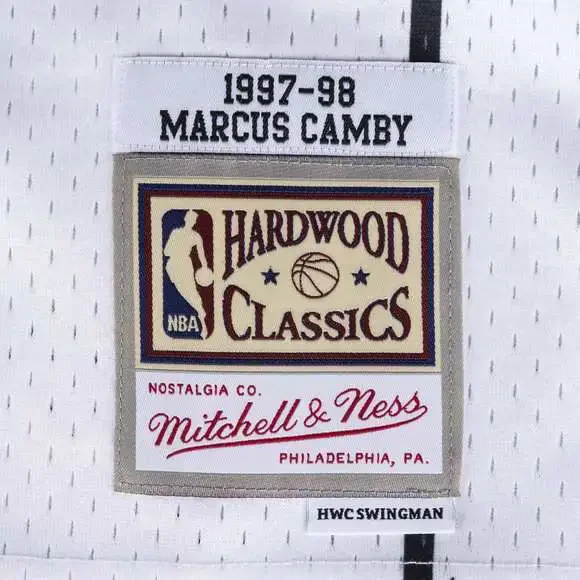 1997-98
MARCUS CAMBY
HARDWOOD
CLASSICS
NBA
NOSTALGIA CO.
Mitchell & Ness
PHILADELPHIA, PA.
HWC SWINGMAN